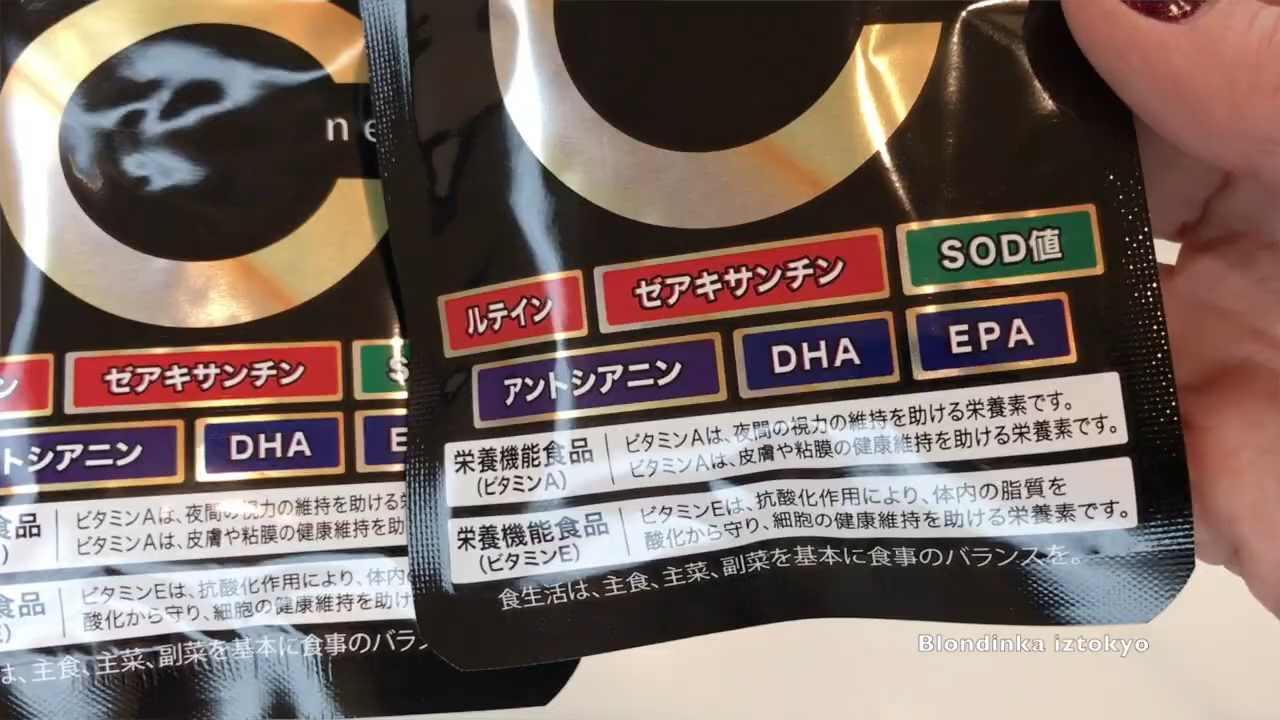 ne
ルテイン
ゼアキサンチン
SOD値
アントシアニン
DHA
EPA
栄養機能食品
(ビタミンA)
ビタミンAは、夜間の視力の維持を助ける栄養素です。
ビタミンAは、皮膚や粘膜の健康維持を助ける栄養素です。
栄養機能食品
(ビタミンE)
ビタミンEは、抗酸化作用により、体内の脂質を
酸化から守り、細胞の健康維持を助ける栄養素です。
食生活は、主食、主菜、副菜を基本に食事のバランスを。
ン
ゼアキサンチン
S
トシアニン
DHA
E
食品
)
ビタミンAは、夜間の視力の維持を助ける
ビタミンAは、皮膚や粘膜の健康維持を助
食品
E)
ビタミンEは、抗酸化作用により、体内
酸化から守り、細胞の健康維持を助け
は、主食、主菜、副菜を基本に食事のバラン
Blondinka iztokyo